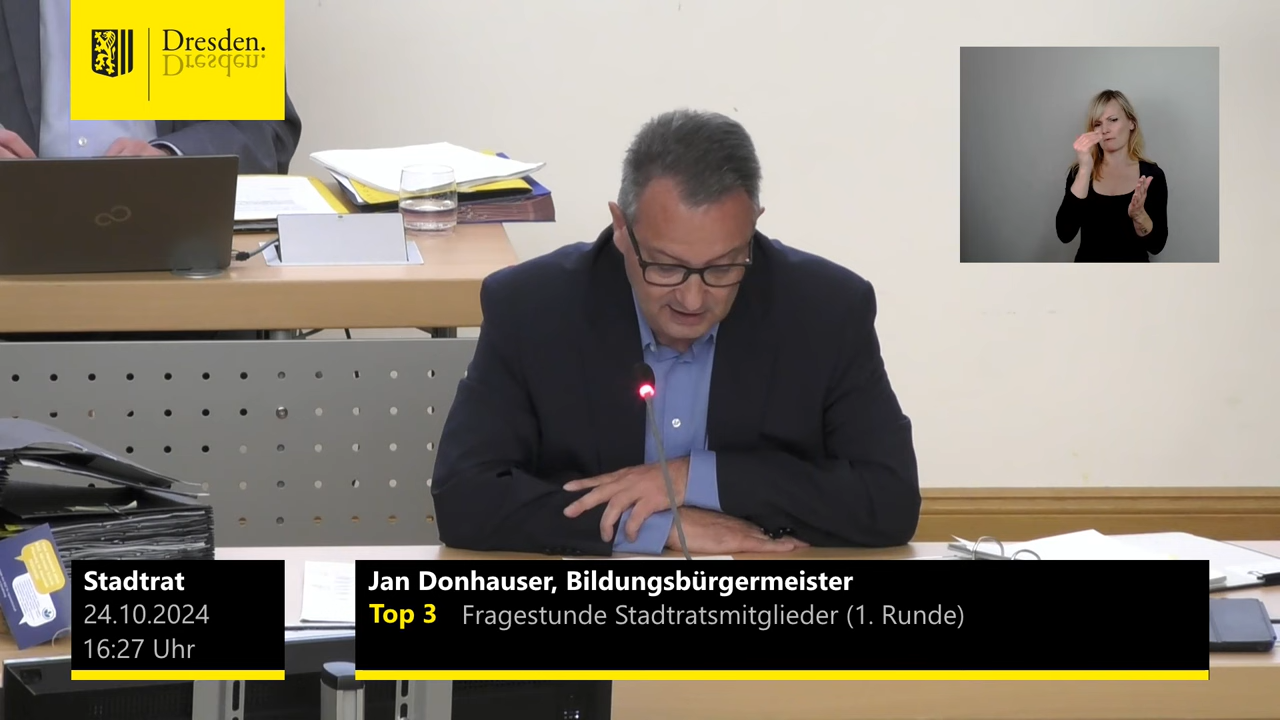 Dresden.
Dresden.
Stadtrat
24.10.2024
16:27 Uhr
Jan Donhauser, Bildungsbürgermeister
Top 3 Fragestunde Stadtratsmitglieder (1. Runde)